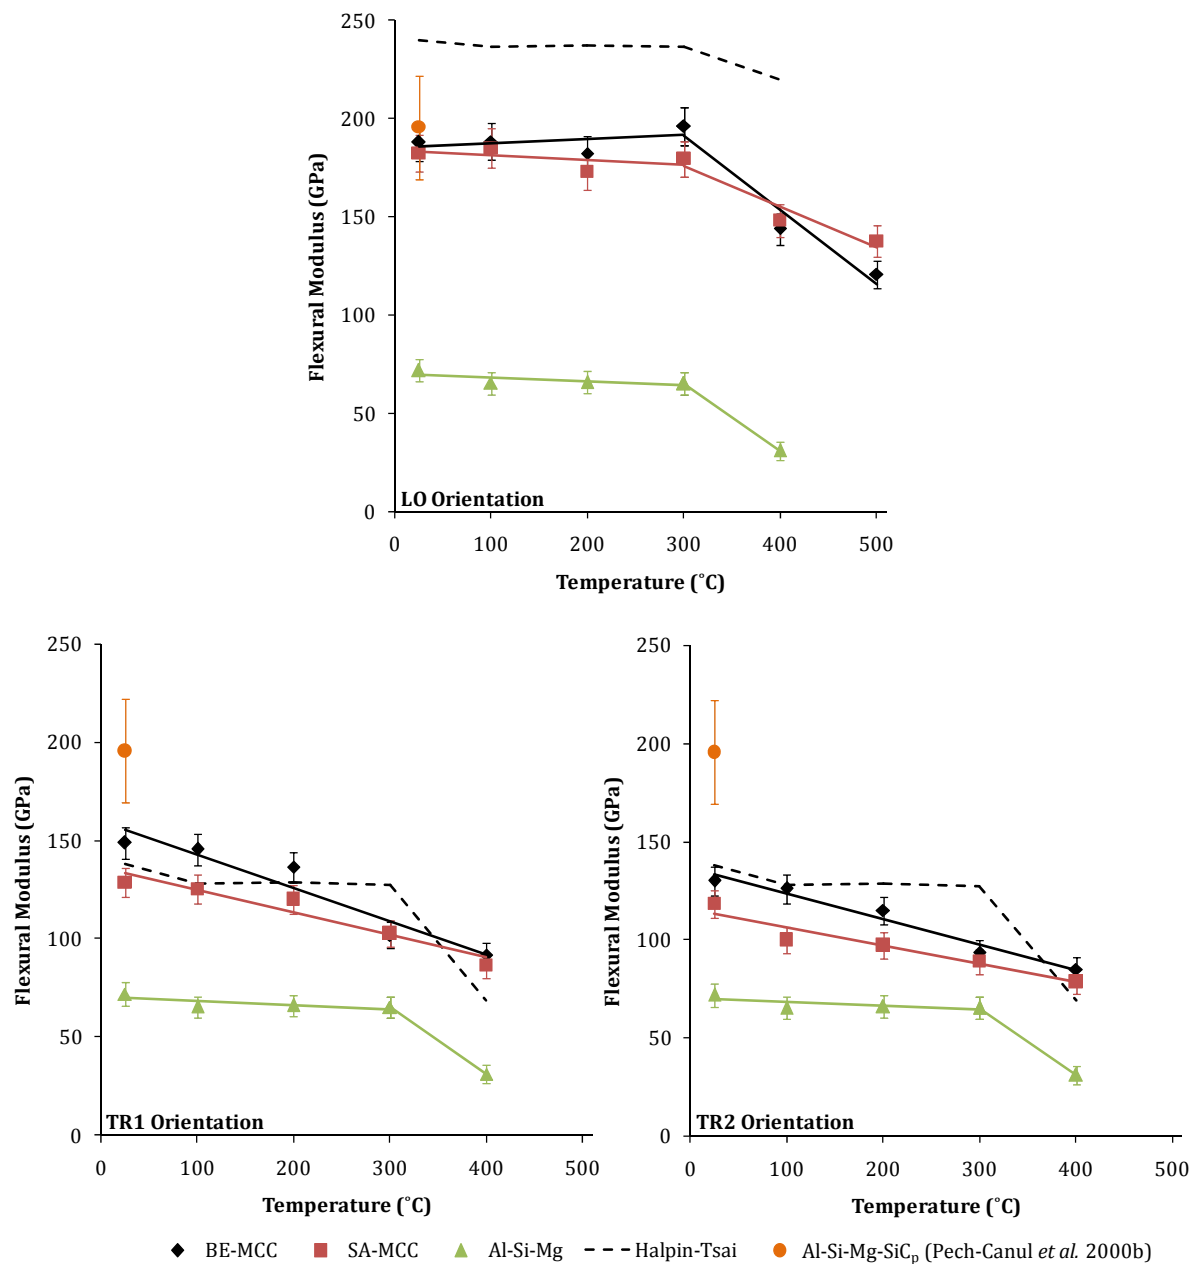 250
200
150
100
50
0
Flexural Modulus (GPa)
LO Orientation
0 100 200 300 400 500
Temperature (˚C)
250
200
150
100
50
0
Flexural Modulus (GPa)
TR1 Orientation
0 100 200 300 400 500
Temperature (˚C)
250
200
150
100
50
0
Flexural Modulus (GPa)
TR2 Orientation
0 100 200 300 400 500
Temperature (˚C)
BE-MCC SA-MCC Al-Si-Mg Halpin-Tsai Al-Si-Mg-SiCp (Pech-Canul et al. 2000b)